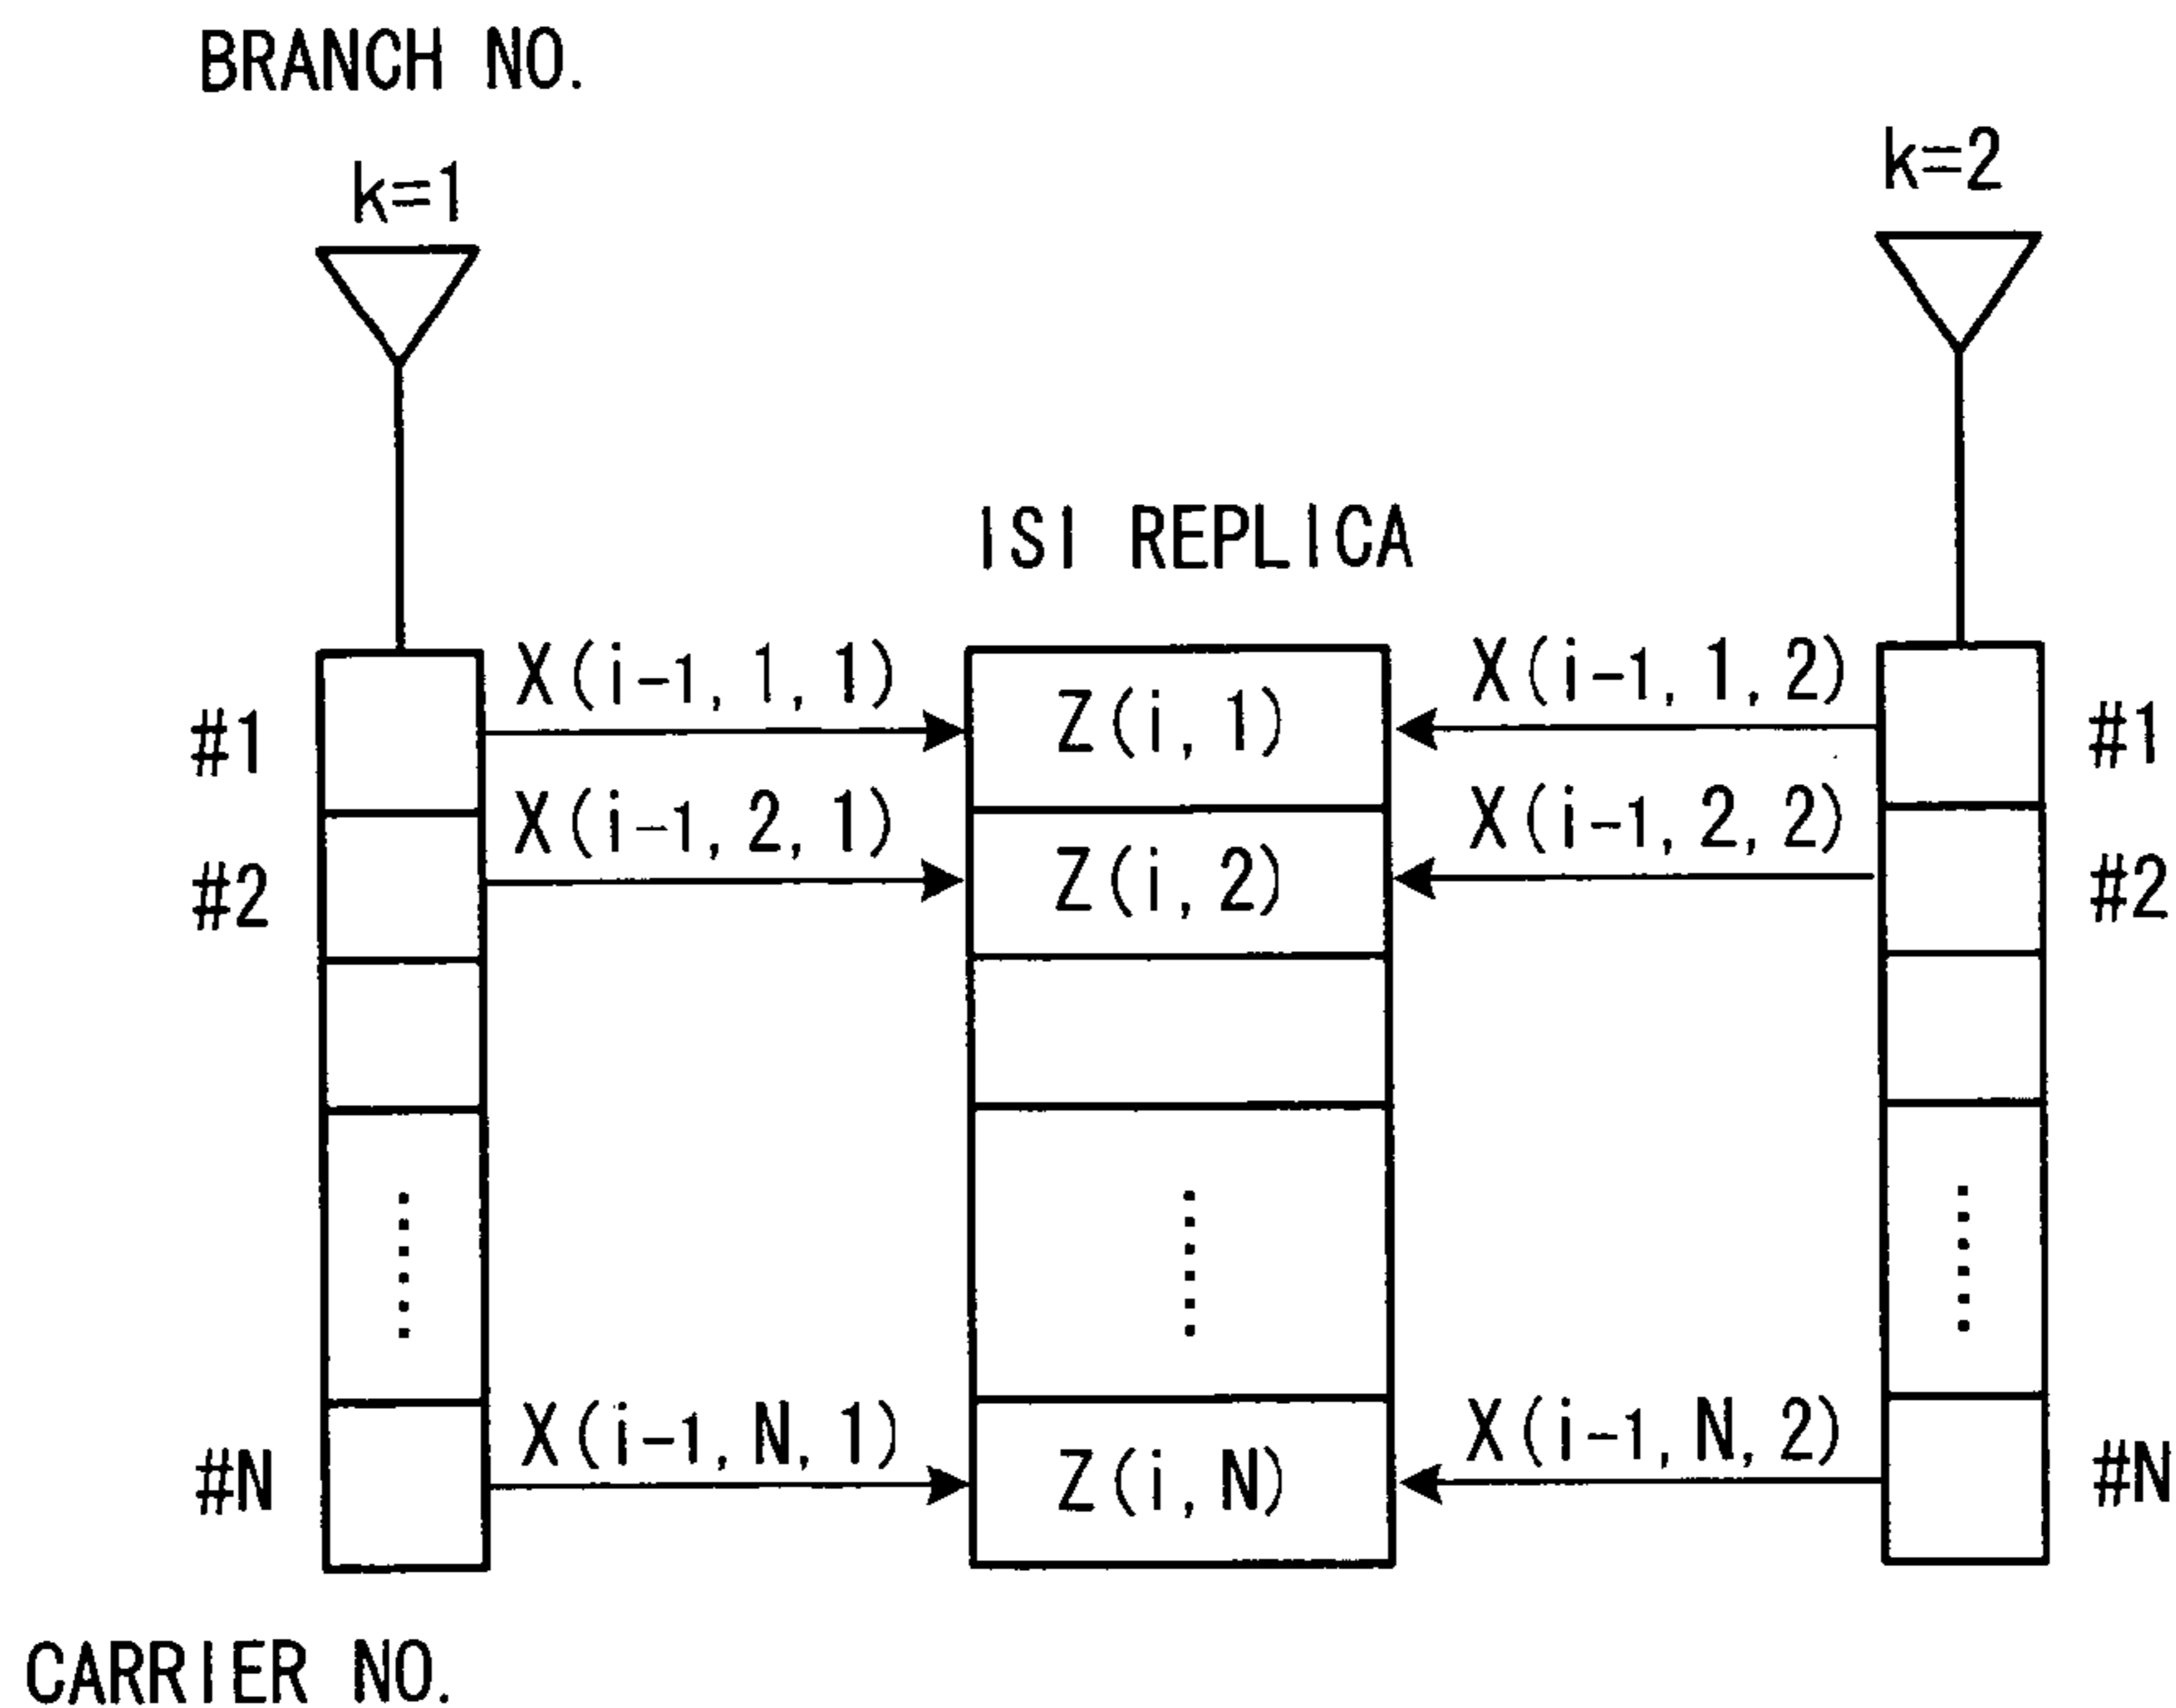 BRANCH NO.
k=1
k=2
ISI REPLICA
X(i-1, 1, 1)
Z(i, 1)
X(i-1, 1, 2)
#1
#1
X(i-1, 2, 1)
Z(i, 2)
X(i-1, 2, 2)
#2
#2
X(i-1, N, 1)
Z(i, N)
X(i-1, N, 2)
#N
#N
CARRIER NO.